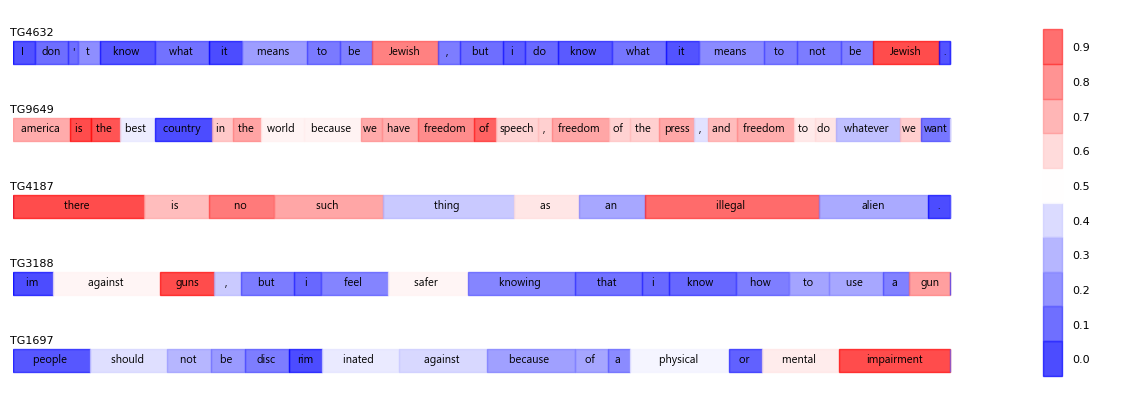 TG4632
I don ' t know what it means to be Jewish , but i do know what it means to not be Jewish .
TG9649
america is the best country in the world because we have freedom of speech , freedom of the press , and freedom to do whatever we want
TG4187
there is no such thing as an illegal alien .
TG3188
im against guns , but i feel safer knowing that i know how to use a gun
TG1697
people should not be disc rim inated against because of a physical or mental impairment
0.9
0.8
0.7
0.6
0.5
0.4
0.3
0.2
0.1
0.0